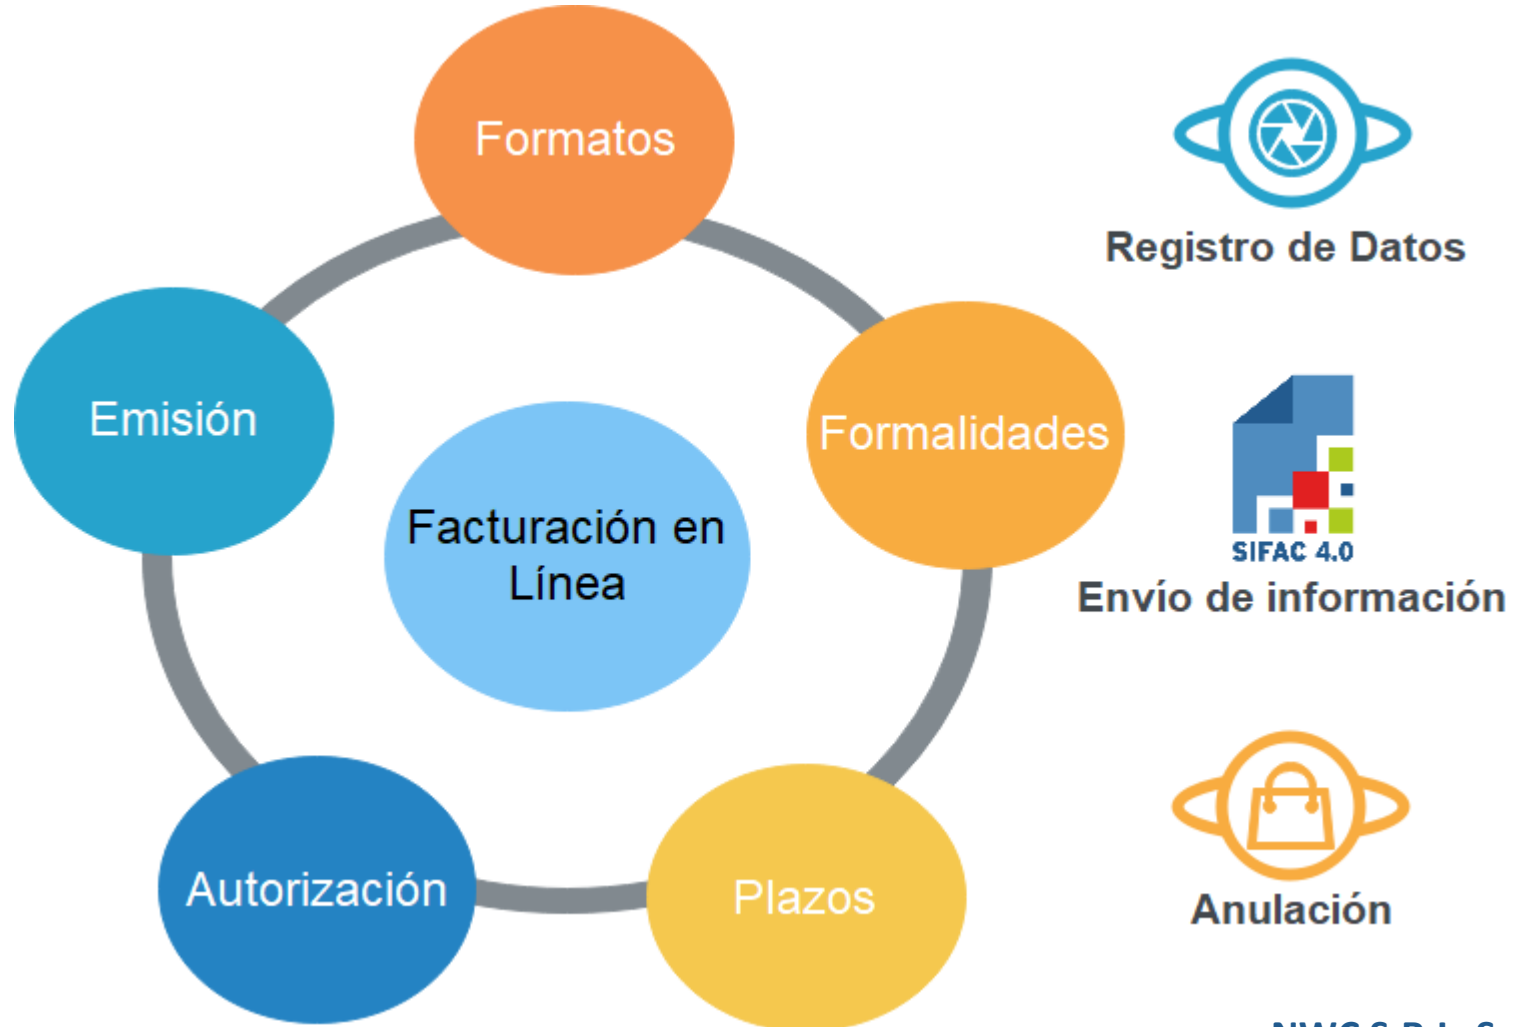 Formatos
Emisión
Formalidades
Facturación en
Línea
Autorización
Plazos
Registro de Datos
SIFAC 4.0
Envío de información
Anulación